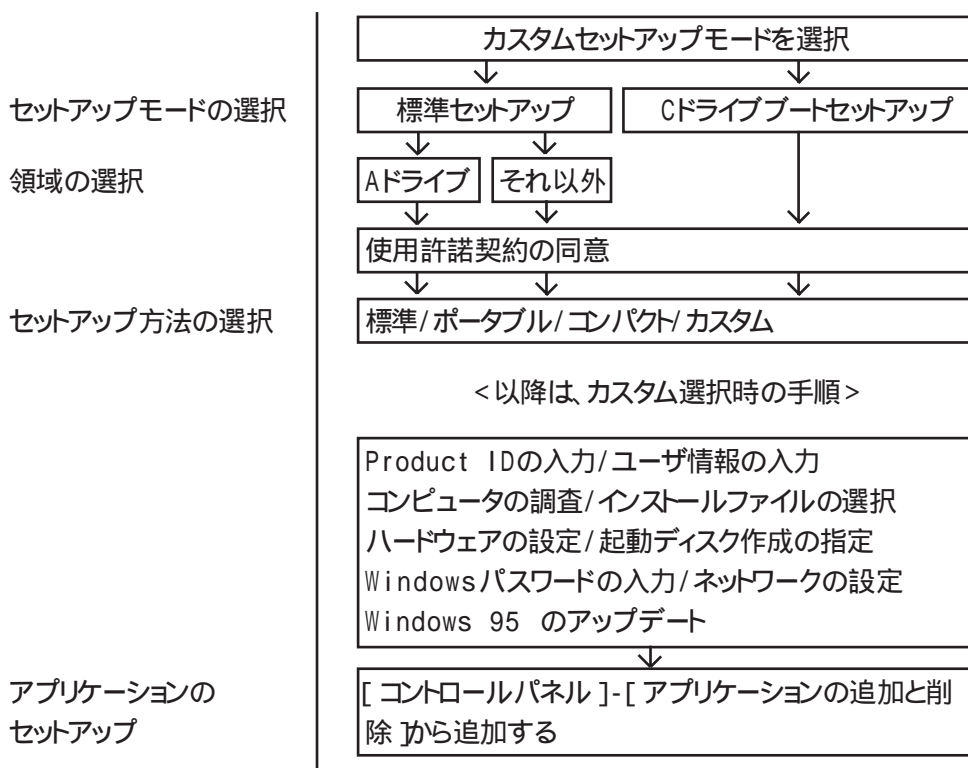 カスタムセットアップモードを選択
セットアップモードの選択
標準セットアップ
Cドライブブートセットアップ
領域の選択
Aドライブ
それ以外
使用許諾契約の同意
セットアップ方法の選択
標準/ポータブル/コンパクト/カスタム
<以降は、カスタム選択時の手順>
Product IDの入力/ユーザ情報の入力
コンピュータの調査/インストールファイルの選択
ハードウェアの設定/起動ディスク作成の指定
Windowsパスワードの入力/ネットワークの設定
Windows 95 のアップデート
アプリケーションの
セットアップ
[コントロールパネル]-[アプリケーションの追加と削
除]から追加する